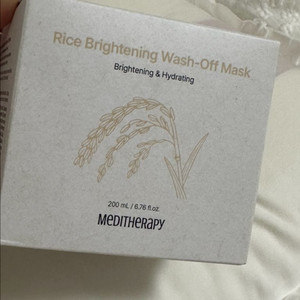 Rice Brightening Wash-Off Mask
Brightening & Hydrating
200 mL / 6.76 fl.oz.
MEDITHERAPY